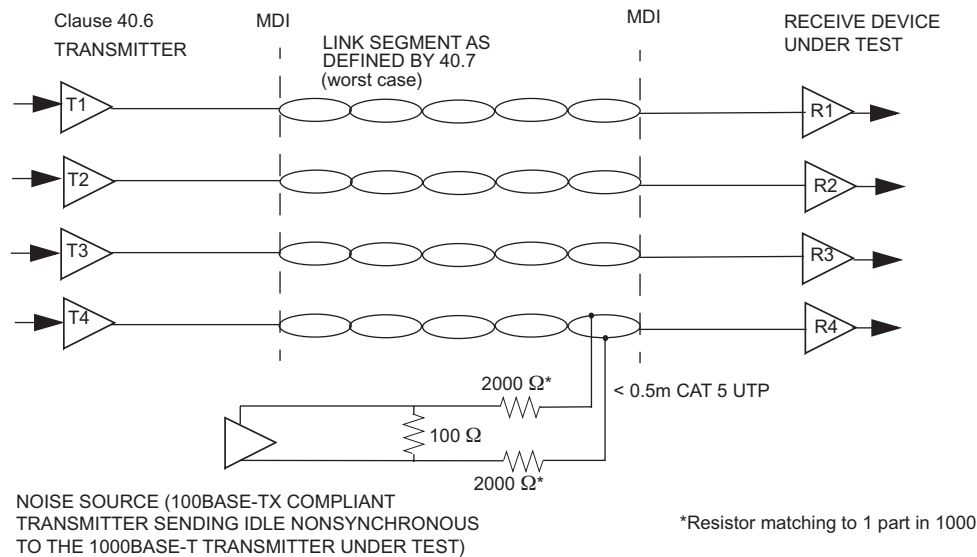 Clause 40.6
TRANSMITTER
MDI
LINK SEGMENT AS
DEFINED BY 40.7
(worst case)
MDI
RECEIVE DEVICE
UNDER TEST
T1
R1
T2
R2
T3
R3
T4
R4
2000 Ω*
< 0.5m CAT 5 UTP
100 Ω
2000 Ω*
NOISE SOURCE (100BASE-TX COMPLIANT
TRANSMITTER SENDING IDLE NONSYNCHRONOUS
TO THE 1000BASE-T TRANSMITTER UNDER TEST)
*Resistor matching to 1 part in 1000